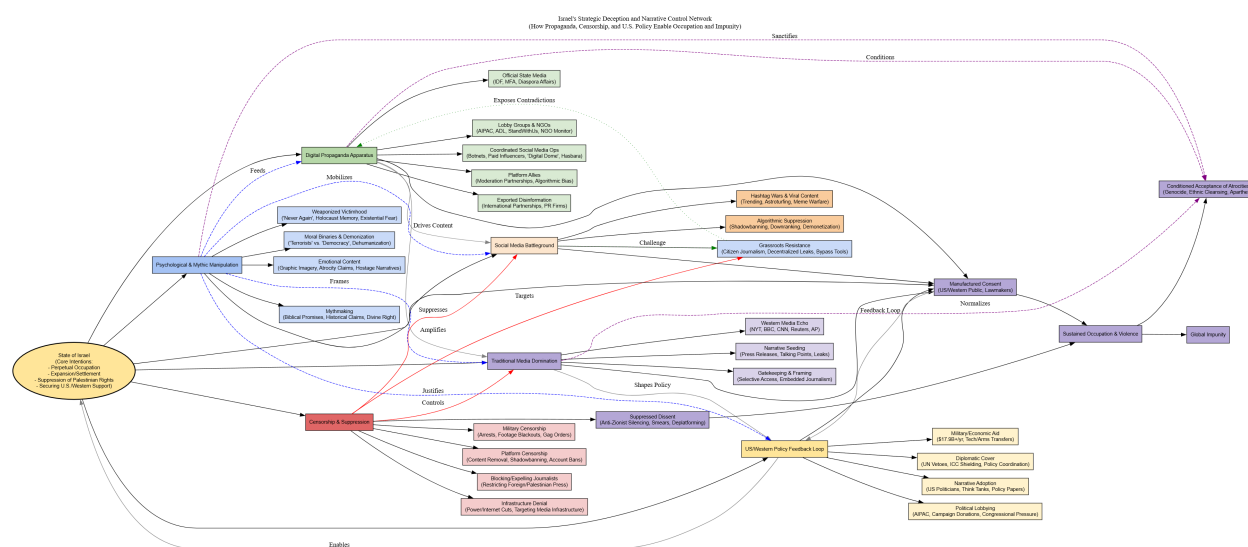 Israel's Strategic Deception and Narrative Control Network
(How Propaganda, Censorship, and U.S. Policy Enable Occupation and Impunity)
Sanctifies
Conditions
Official State Media
(IDF, MFA, Diaspora Affairs)
Exposes Contradictions
Lobby Groups & NGOs
(AIPAC, ADL, StandWithUs, NGO Monitor)
Digital Propaganda Apparatus
Coordinated Social Media Ops
(Botnets, Paid Influencers, 'Digital Dome', Hasbara)
Feeds
Mobilizes
Platform Allies
(Moderation Partnerships, Algorithmic Bias)
Exported Disinformation
(International Partnerships, PR Firms)
Conditioned Acceptance of Atrocities
(Genocide, Ethnic Cleansing, Apartheid
Hashtag Wars & Viral Content
(Trending, Astroturfing, Meme Warfare)
Weaponized Victimhood
('Never Again', Holocaust Memory, Existential Fear)
Drives Content
Algorithmic Suppression
(Shadowbanning, Downranking, Demonetization)
Moral Binaries & Demonization
('Terrorists' vs. 'Democracy', Dehumanization)
Social Media Battleground
Challenge
Grassroots Resistance
(Citizen Journalism, Decentralized Leaks, Bypass Tools)
Psychological & Mythic Manipulation
Emotional Content
(Graphic Imagery, Atrocity Claims, Hostage Narratives)
Frames
Targets
Manufactured Consent
(US/Western Public, Lawmakers)
Mythmaking
(Biblical Promises, Historical Claims, Divine Right)
Suppresses
Feedback Loop
Normalizes
Amplifies
Western Media Echo
(NYT, BBC, CNN, Reuters, AP)
Sustained Occupation & Violence
Global Impunity
State of Israel
(Core Intentions:
- Perpetual Occupation
- Expansion/Settlement
- Suppression of Palestinian Rights
- Securing U.S./Western Support)
Traditional Media Domination
Narrative Seeding
(Press Releases, Talking Points, Leaks)
Gatekeeping & Framing
(Selective Access, Embedded Journalism)
Shapes Policy
Justifies
Controls
Censorship & Suppression
Suppressed Dissent
(Anti-Zionist Silencing, Smears, Deplatforming)
Military Censorship
(Arrests, Footage Blackouts, Gag Orders)
Military/Economic Aid
($17.9B+/yr, Tech/Arms Transfers)
US/Western Policy Feedback Loop
Platform Censorship
(Content Removal, Shadowbanning, Account Bans)
Diplomatic Cover
(UN Vetoes, ICC Shielding, Policy Coordination)
Blocking/Expelling Journalists
(Restricting Foreign/Palestinian Press)
Narrative Adoption
(US Politicians, Think Tanks, Policy Papers)
Infrastructure Denial
(Power/Internet Cuts, Targeting Media Infrastructure)
Political Lobbying
(AIPAC, Campaign Donations, Congressional Pressure)
Enables